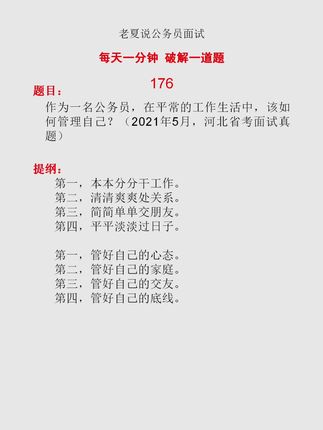 老夏说公务员面试
每天一分钟 破解一道题
176
题目：
作为一名公务员，在平常的工作生活中，该如
何管理自己？（2021年5月，河北省考面试真
题）
提纲：
第一，本本分分干工作。
第二，清清爽爽处关系。
第三，简简单单交朋友。
第四，平平淡淡过日子。
第一，管好自己的心态。
第二，管好自己的家庭。
第三，管好自己的交友。
第四，管好自己的底线。